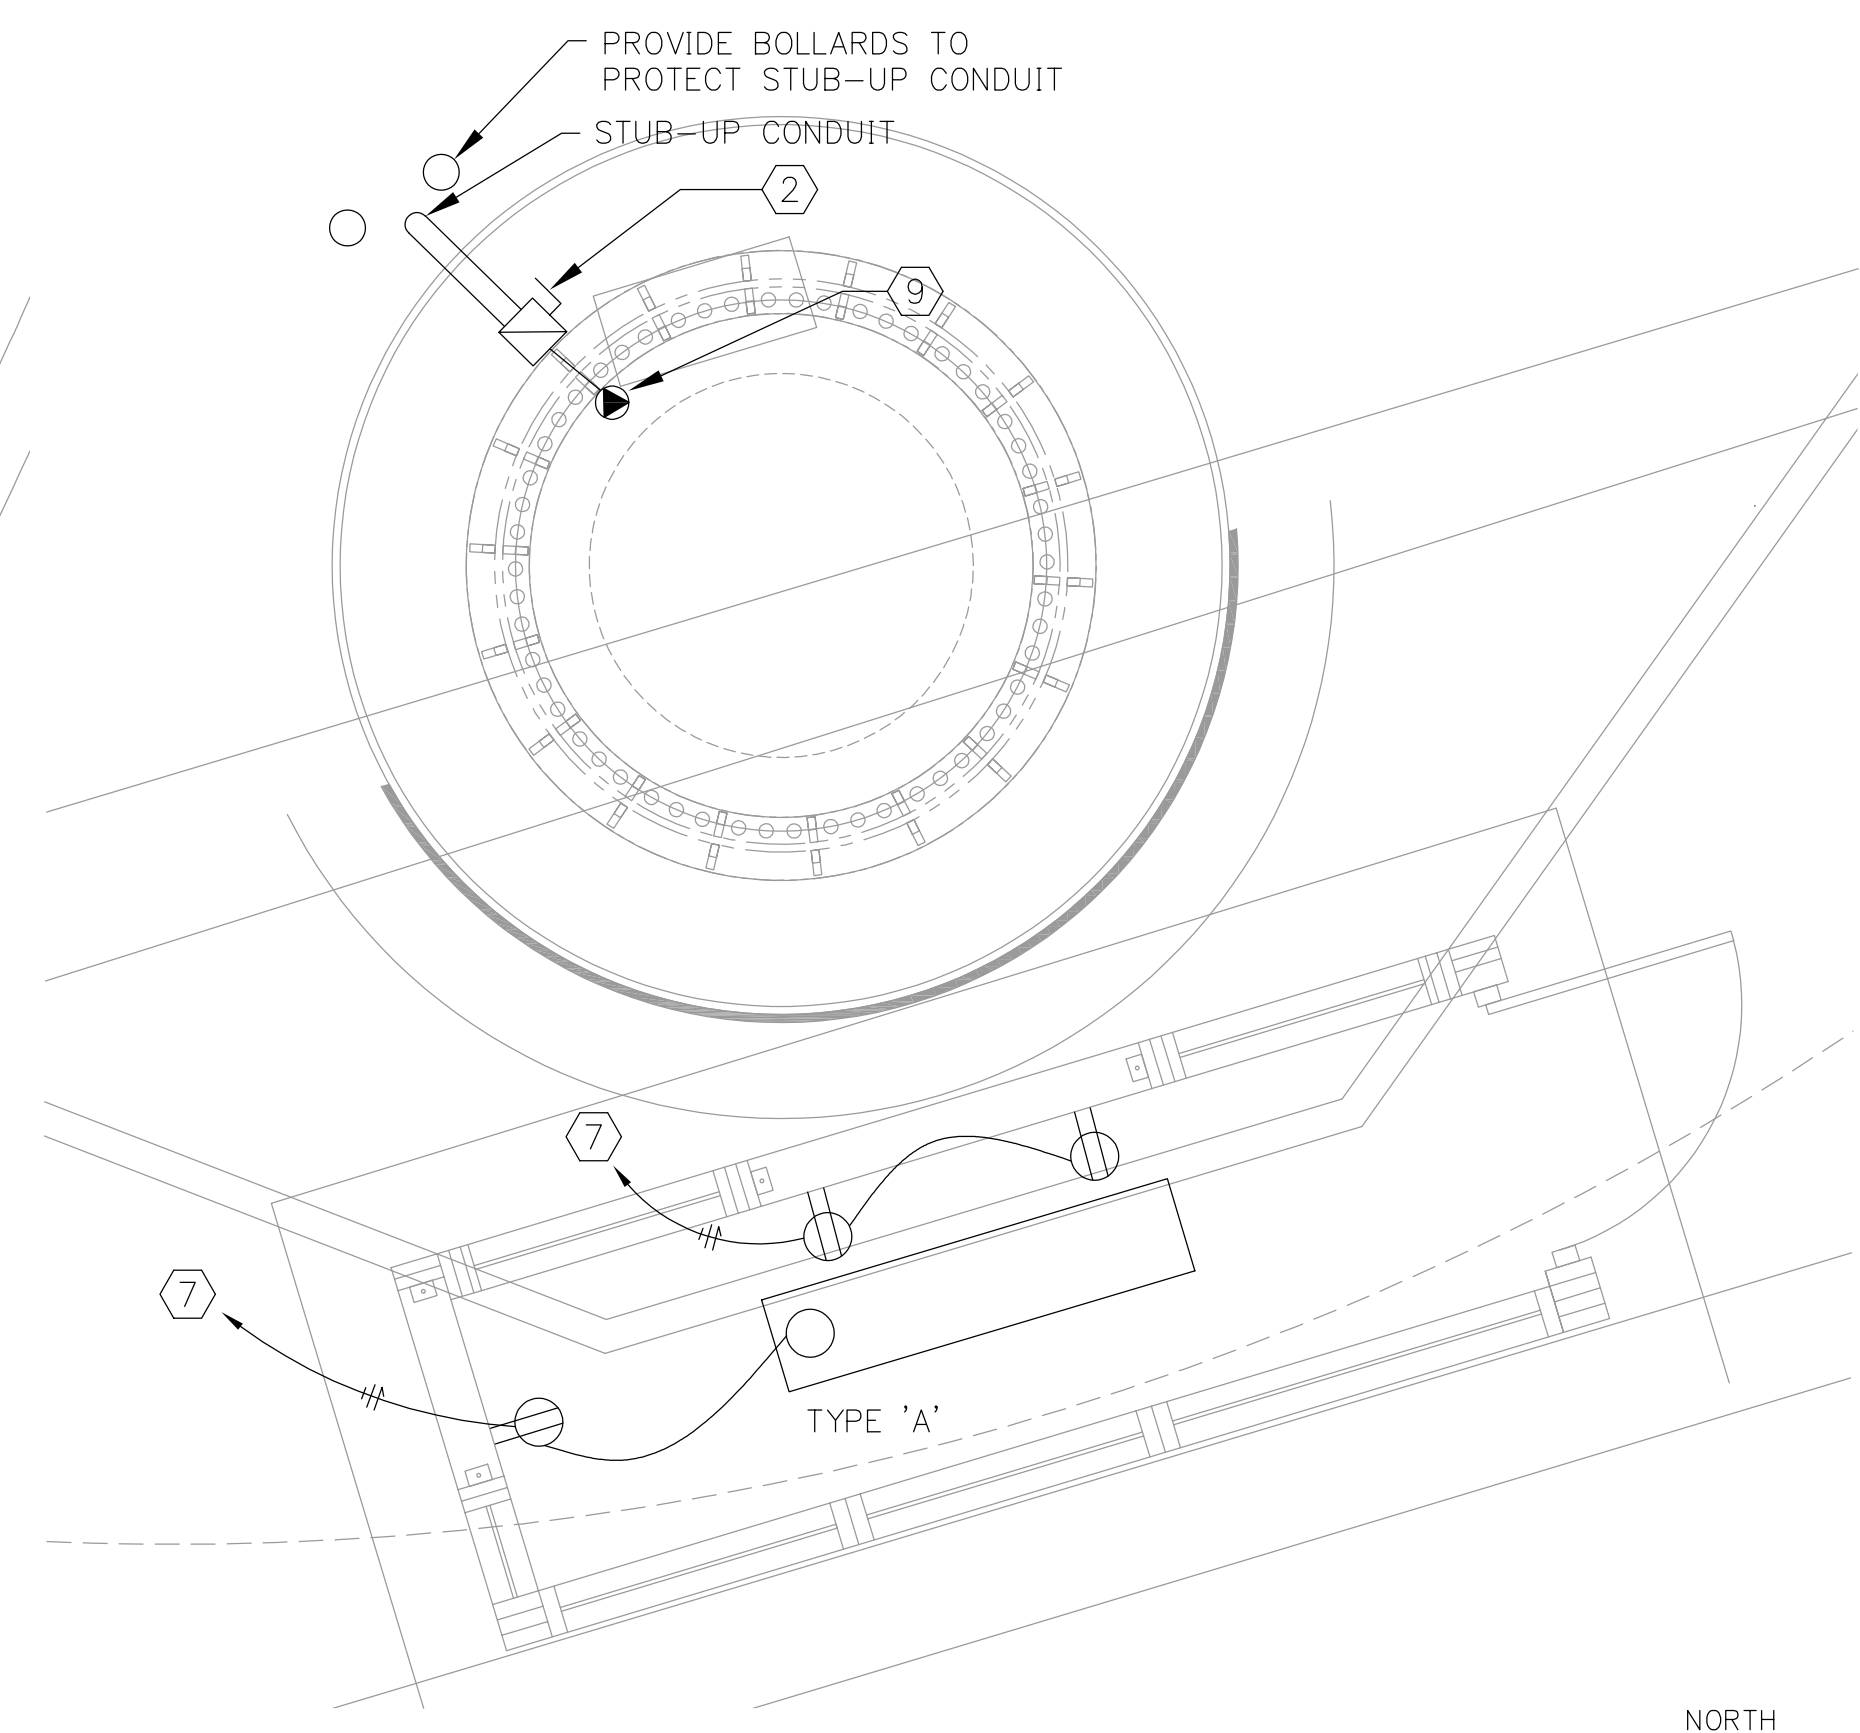 PROVIDE BOLLARDS TO
PROTECT STUB-UP CONDUIT
STUB-UP CONDUIT
2
9
7
7
TYPE 'A'
NORTH